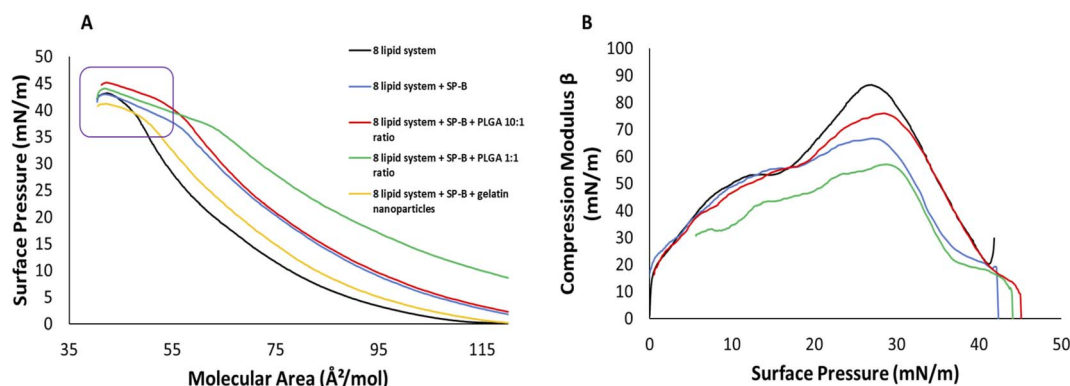 A
50
45
40
35
30
25
20
15
10
5
0
Surface Pressure (mN/m)
35 55 75 95 115
Molecular Area (Å²/mol)
8 lipid system
8 lipid system + SP-B
8 lipid system + SP-B + PLGA 10:1
ratio
8 lipid system + SP-B + PLGA 1:1
ratio
8 lipid system + SP-B + gelatin
nanoparticles
B
100
90
80
70
60
50
40
30
20
10
0
Compression Modulus β
(mN/m)
0 10 20 30 40 50
Surface Pressure (mN/m)